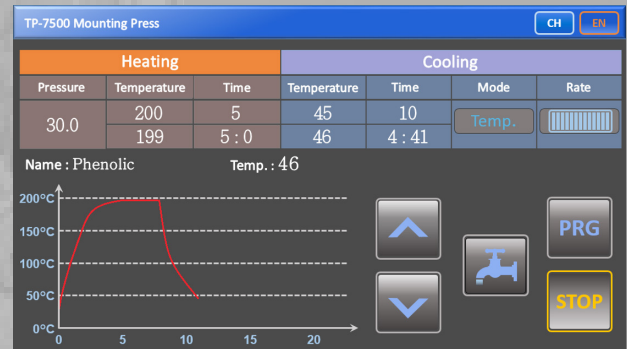 TP-7500 Mounting Press CH EN
Heating Cooling
Pressure Temperature Time Temperature Time Mode Rate
30.0 200 5 45 10 Temp.
199 5 : 0 46 4 : 41
Name : Phenolic Temp. : 46
200°C
150°C
100°C
50°C
0°C
0 5 10 15 20
PRG
STOP